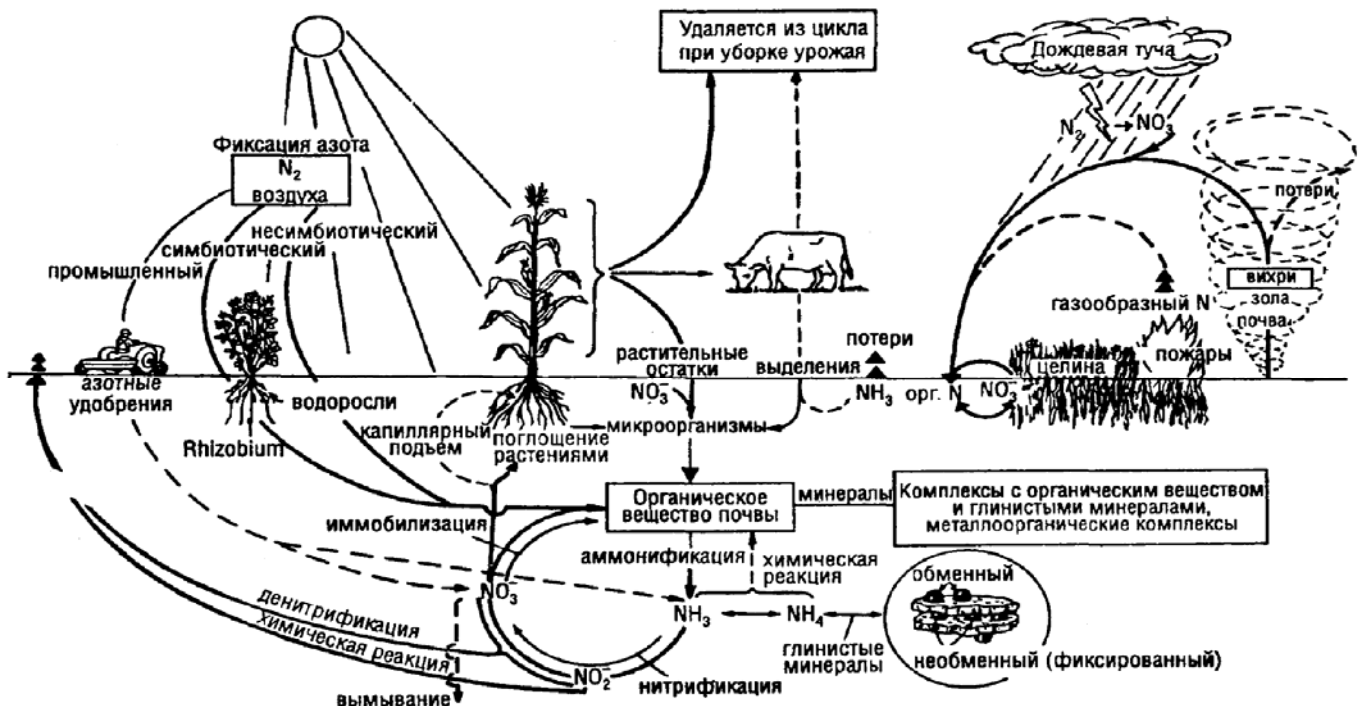 Удаляется из цикла
при уборке урожая
Дождевая туча
N₂
NO₃
Фиксация азота
N₂
воздуха
потери
несимбиотический
симбиотический
промышленный
вихри
зола
почва
газообразный N
пожары
целина
потери
растительные
остатки
NO₃⁻
выделения
NH₃
орг. N
NO₃⁻
азотные
удобрения
водоросли
Rhizobium
капиллярный
подъем
поглощение
растениями
микроорганизмы
Органическое
вещество почвы
минералы
Комплексы с органическим веществом
и глинистыми минералами,
металлоорганические комплексы
иммобилизация
аммонификация
химическая
реакция
обменный
NO₃⁻
NH₃
NH₄
денитрификация
химическая реакция
глинистые
минералы
необменный (фиксированный)
NO₂⁻
нитрификация
вымывание